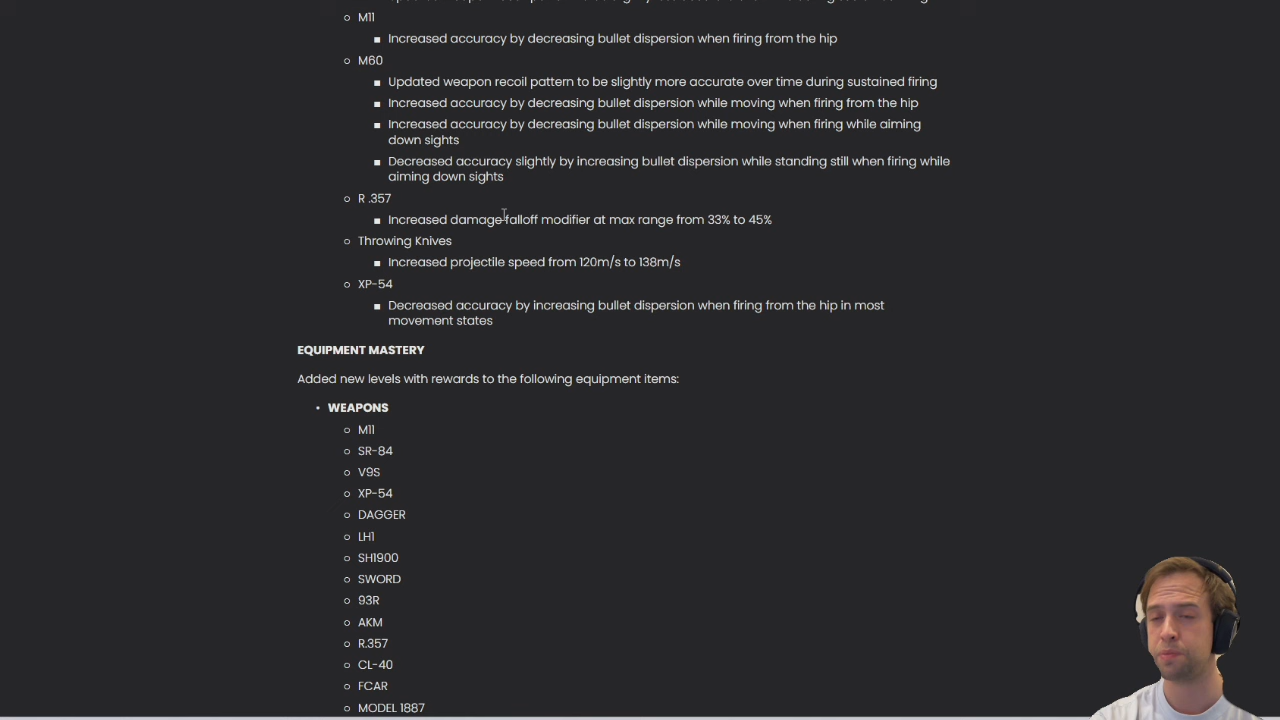 M11
Increased accuracy by decreasing bullet dispersion when firing from the hip
M60
Updated weapon recoil pattern to be slightly more accurate over time during sustained firing
Increased accuracy by decreasing bullet dispersion while moving when firing from the hip
Increased accuracy by decreasing bullet dispersion while moving when firing while aiming
down sights
Decreased accuracy slightly by increasing bullet dispersion while standing still when firing while
aiming down sights
R .357
Increased damage falloff modifier at max range from 33% to 45%
Throwing Knives
Increased projectile speed from 120m/s to 138m/s
XP-54
Decreased accuracy by increasing bullet dispersion when firing from the hip in most
movement states
EQUIPMENT MASTERY
Added new levels with rewards to the following equipment items:
WEAPONS
M11
SR-84
V9S
XP-54
DAGGER
LH1
SH1900
SWORD
93R
AKM
R.357
CL-40
FCAR
MODEL 1887